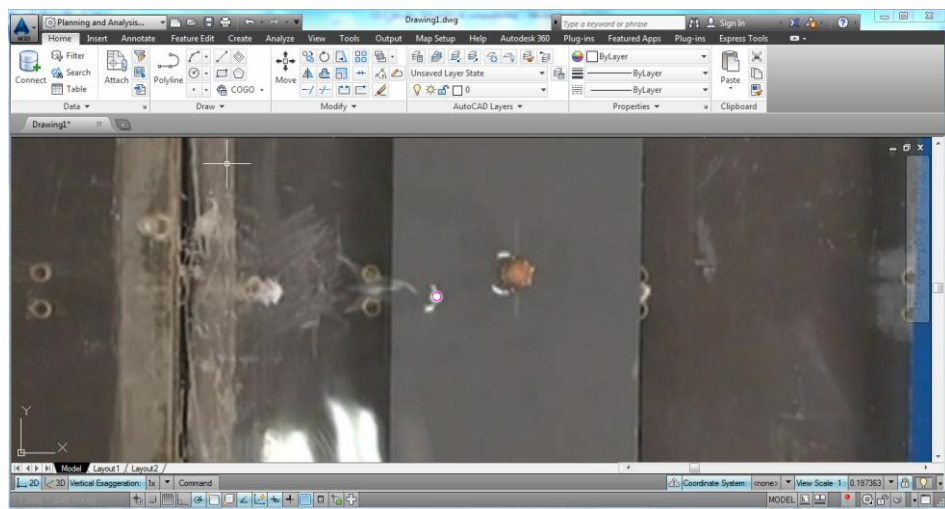 Planning and Analysis... Drawing1.dwg Type a keyword or phrase Sign In
M3D Home Insert Annotate Feature Edit Create Analyze View Tools Output Map Setup Help Autodesk 360 Plug-ins Featured Apps Plug-ins Express Tools
Filter
Connect Search Attach Polyline Move Unsaved Layer State ByLayer ByLayer Paste
Table COGO 0 ByLayer
Data Draw Modify AutoCAD Layers Properties Clipboard
Drawing1*
Y
X
Model Layout1 Layout2
2D 3D Vertical Exaggeration: 1x Command Coordinate System: <none> View Scale 1 : 0.197363
MODEL